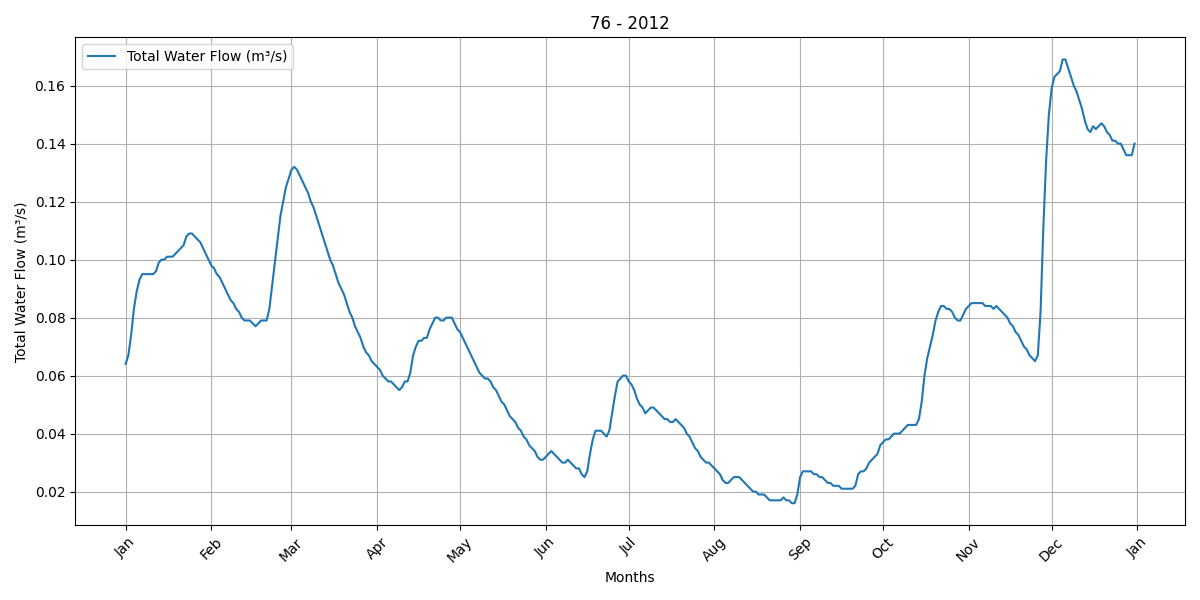 76 - 2012
Total Water Flow (m³/s)
Total Water Flow (m³/s)
0.16
0.14
0.12
0.10
0.08
0.06
0.04
0.02
Jan
Feb
Mar
Apr
May
Jun
Jul
Aug
Sep
Oct
Nov
Dec
Jan
Months